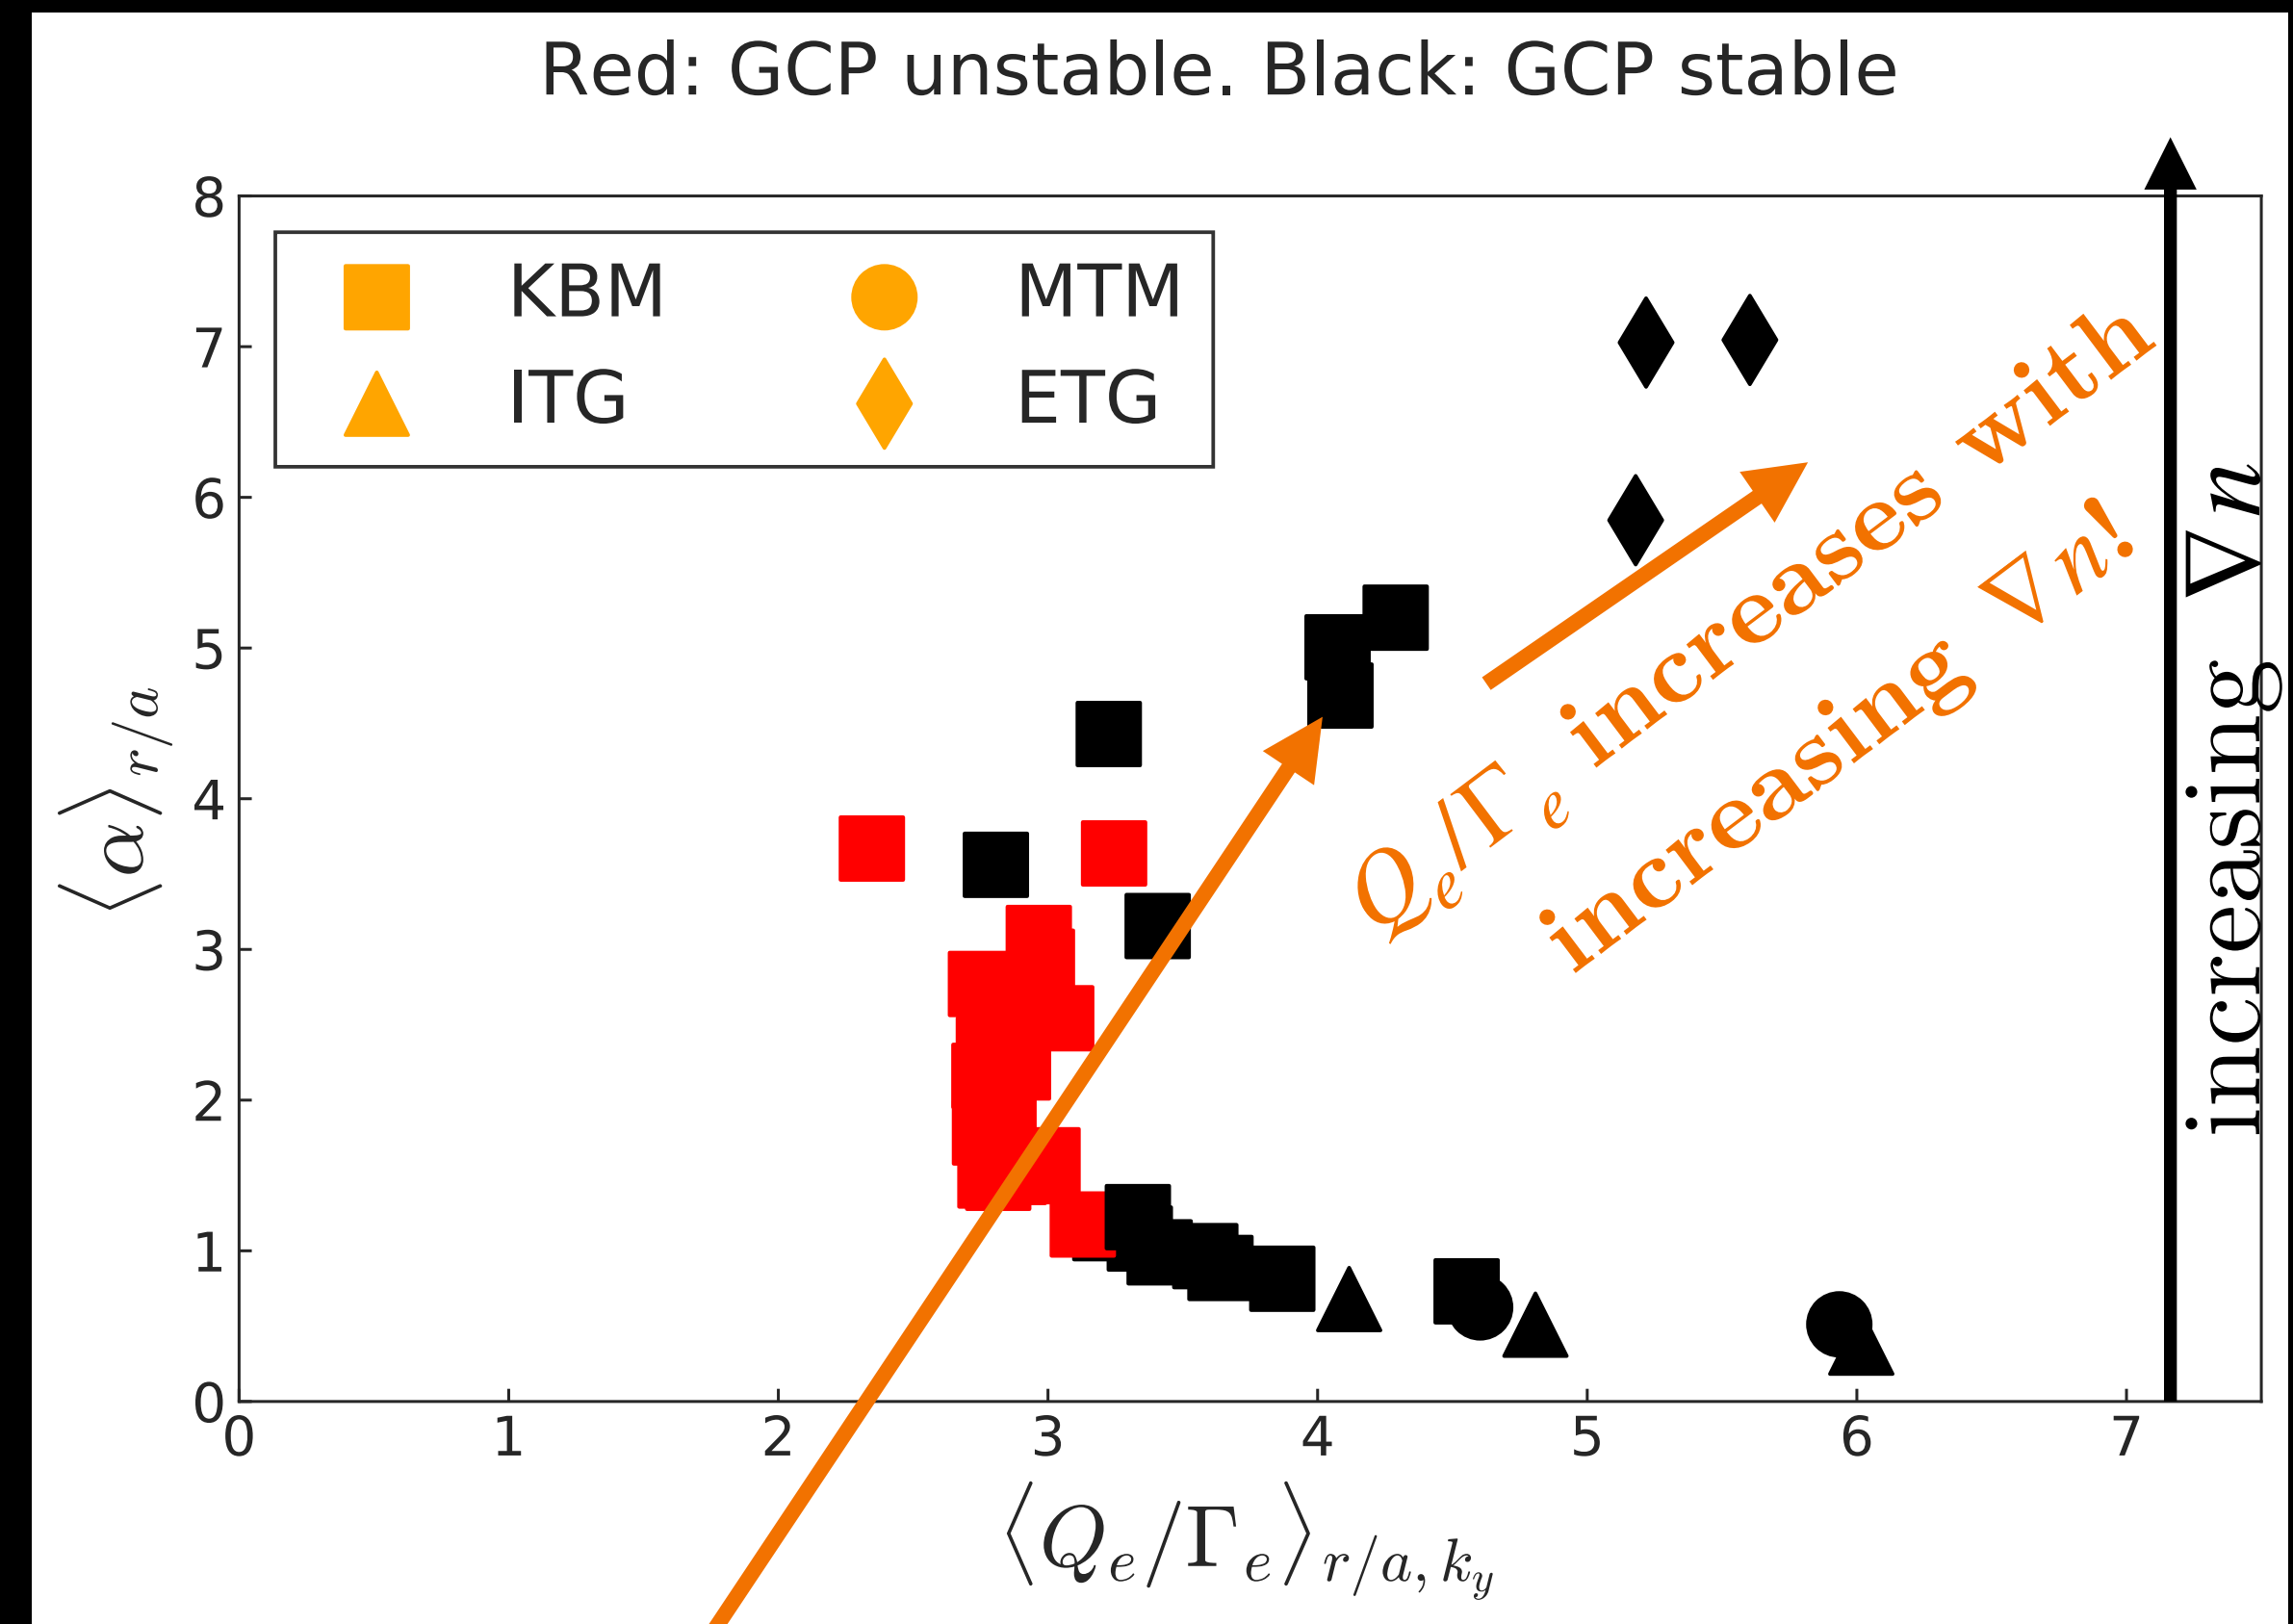 Red: GCP unstable. Black: GCP stable
8
7
6
5
4
3
2
1
0
KBM
MTM
ITG
ETG
⟨α⟩r/a
Qe/Γe increases with
increasing ∇n!
increasing ∇n
0 1 2 3 4 5 6 7
⟨Qe/Γe⟩r/a,ky